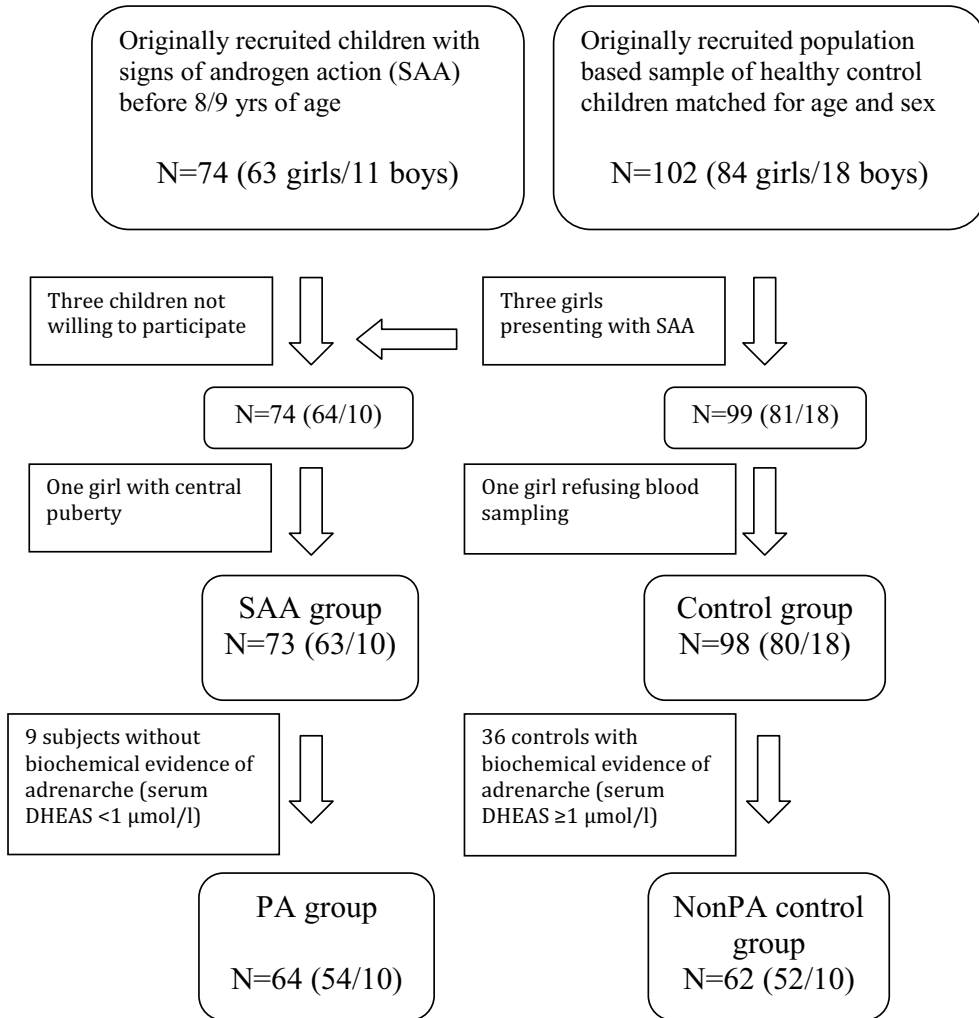 Originally recruited children with
signs of androgen action (SAA)
before 8/9 yrs of age
N=74 (63 girls/11 boys)
Originally recruited population
based sample of healthy control
children matched for age and sex
N=102 (84 girls/18 boys)
Three children not
willing to participate
Three girls
presenting with SAA
N=74 (64/10)
N=99 (81/18)
One girl with central
puberty
One girl refusing blood
sampling
SAA group
N=73 (63/10)
Control group
N=98 (80/18)
9 subjects without
biochemical evidence of
adrenarche (serum
DHEAS <1 µmol/l)
36 controls with
biochemical evidence of
adrenarche (serum
DHEAS ≥1 µmol/l)
PA group
N=64 (54/10)
NonPA control
group
N=62 (52/10)